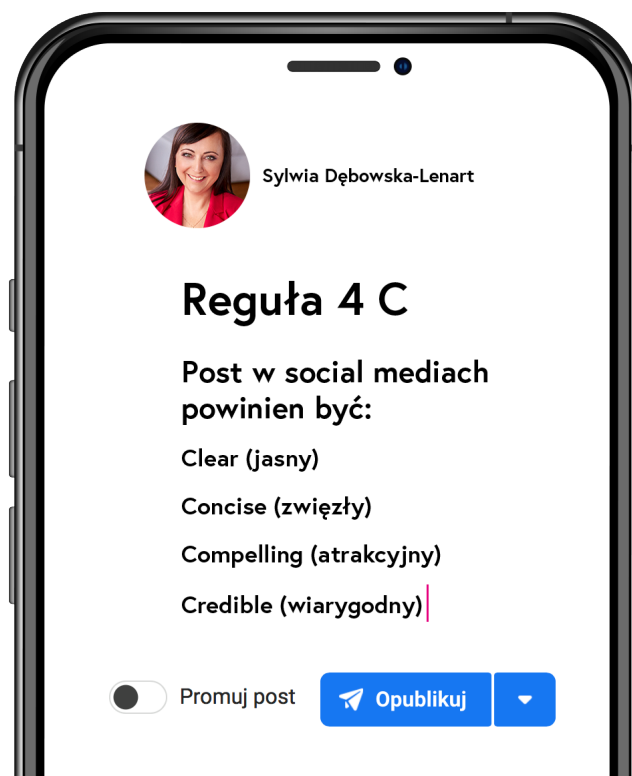 Sylwia Dębowska-Lenart
Reguła 4 C
Post w social mediach
powinien być:
Clear (jasny)
Concise (zwięzły)
Compelling (atrakcyjny)
Credible (wiarygodny)
Promuj post
Opublikuj